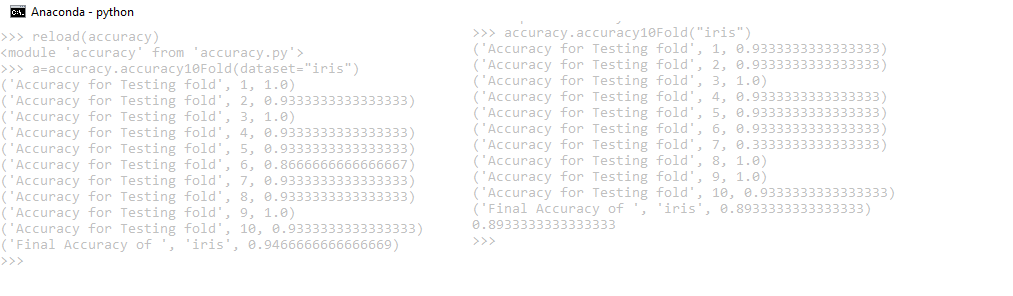 Anaconda - python
>>> reload(accuracy)
<module 'accuracy' from 'accuracy.py'>
>>> a=accuracy.accuracy10Fold(dataset="iris")
('Accuracy for Testing fold', 1, 1.0)
('Accuracy for Testing fold', 2, 0.9333333333333333)
('Accuracy for Testing fold', 3, 1.0)
('Accuracy for Testing fold', 4, 0.9333333333333333)
('Accuracy for Testing fold', 5, 0.9333333333333333)
('Accuracy for Testing fold', 6, 0.8666666666666667)
('Accuracy for Testing fold', 7, 0.9333333333333333)
('Accuracy for Testing fold', 8, 0.9333333333333333)
('Accuracy for Testing fold', 9, 1.0)
('Accuracy for Testing fold', 10, 0.9333333333333333)
('Final Accuracy of ', 'iris', 0.9466666666666669)
>>>
>>> accuracy.accuracy10Fold("iris")
('Accuracy for Testing fold', 1, 0.9333333333333333)
('Accuracy for Testing fold', 2, 0.9333333333333333)
('Accuracy for Testing fold', 3, 1.0)
('Accuracy for Testing fold', 4, 0.9333333333333333)
('Accuracy for Testing fold', 5, 0.9333333333333333)
('Accuracy for Testing fold', 6, 0.9333333333333333)
('Accuracy for Testing fold', 7, 0.3333333333333333)
('Accuracy for Testing fold', 8, 1.0)
('Accuracy for Testing fold', 9, 1.0)
('Accuracy for Testing fold', 10, 0.9333333333333333)
('Final Accuracy of ', 'iris', 0.8933333333333333)
0.8933333333333333
>>>